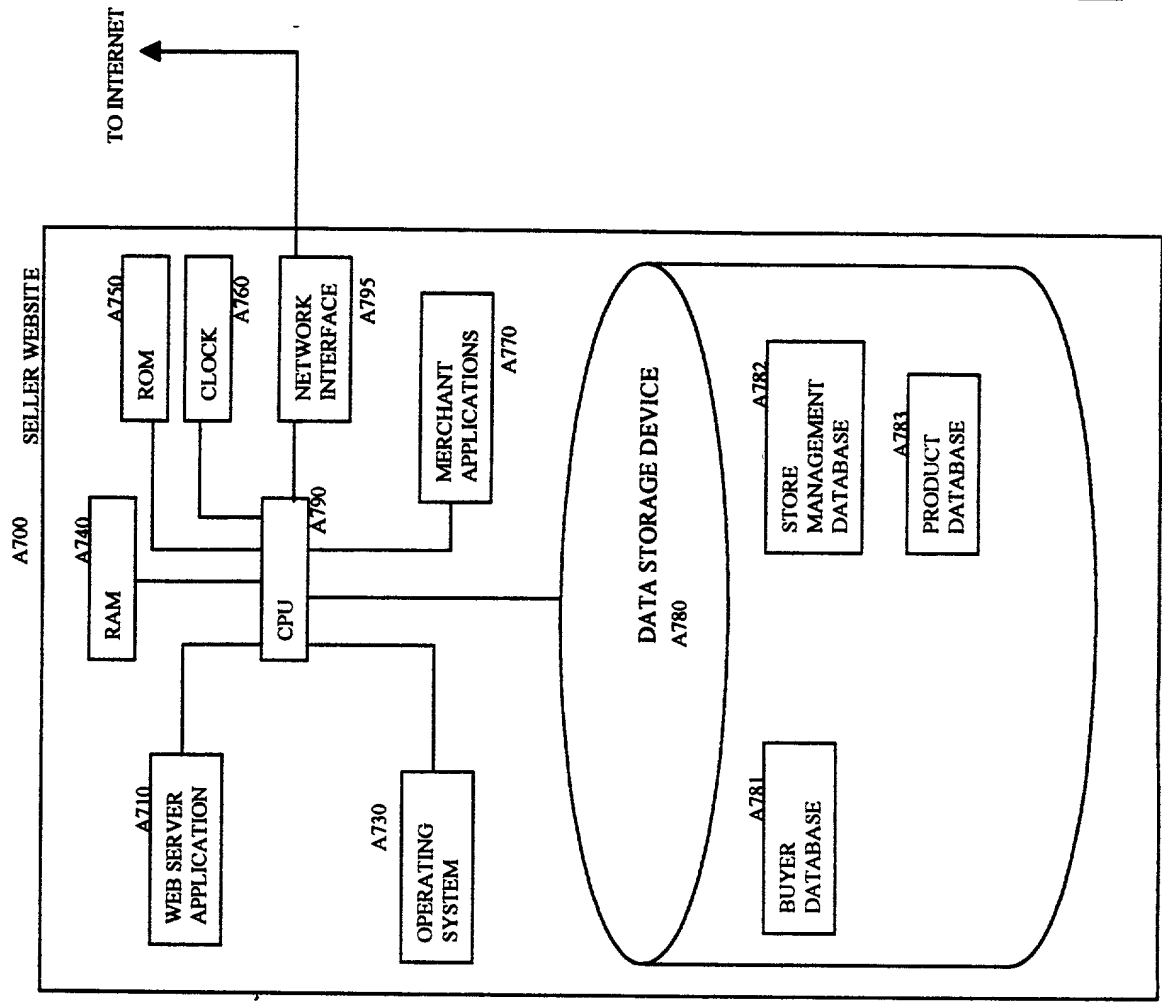 A700
SELLER WEBSITE
TO INTERNET
A710
WEB SERVER
APPLICATION
A740
RAM
A750
ROM
A760
CLOCK
A790
CPU
NETWORK
INTERFACE
A795
A730
OPERATING
SYSTEM
MERCHANT
APPLICATIONS
A770
DATA STORAGE DEVICE
A780
A781
BUYER
DATABASE
A782
STORE
MANAGEMENT
DATABASE
A783
PRODUCT
DATABASE